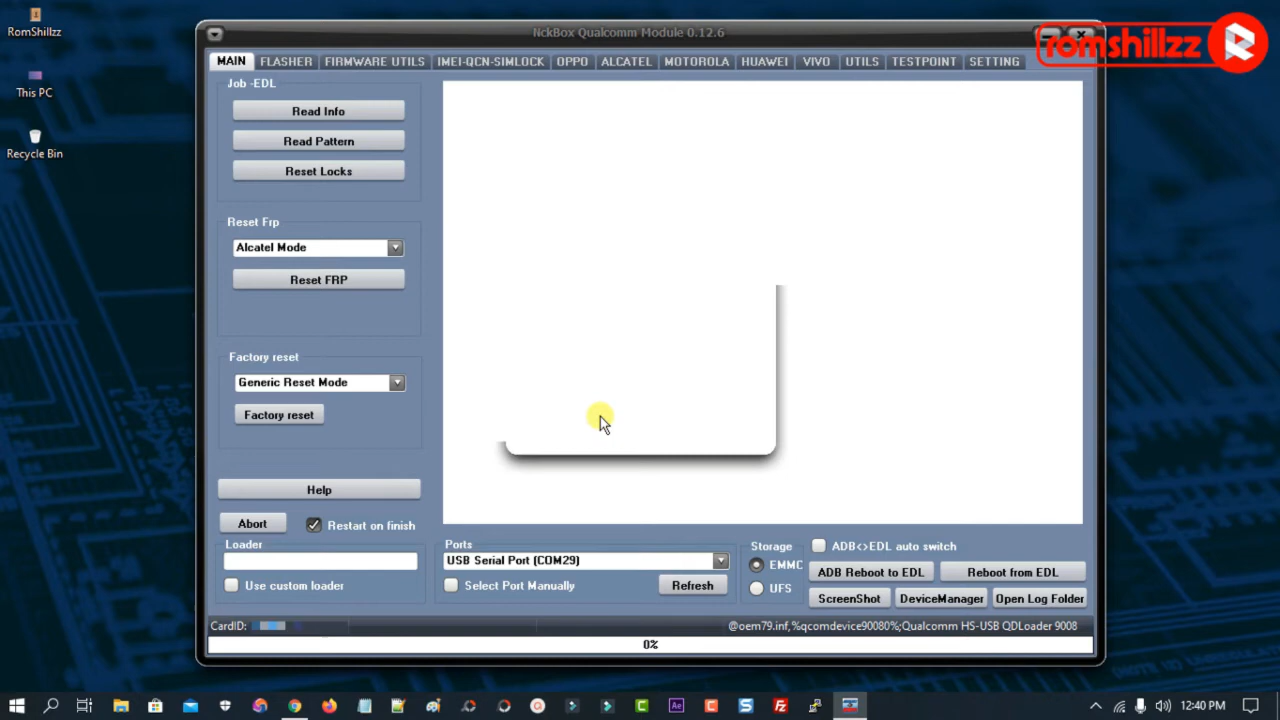 RomShillzz
This PC
Recycle Bin
NckBox Qualcomm Module 0.12.6
romshillzz
MAIN FLASHER FIRMWARE UTILS IMEI-QCN-SIMLOCK OPPO ALCATEL MOTOROLA HUAWEI VIVO UTILS TESTPOINT SETTING
Job -EDL
Read Info
Read Pattern
Reset Locks
Reset Frp
Alcatel Mode
Reset FRP
Factory reset
Generic Reset Mode
Factory reset
Help
Abort
Restart on finish
Loader
Use custom loader
Ports
USB Serial Port (COM29)
Select Port Manually
Refresh
Storage
EMMC
UFS
ADB<>EDL auto switch
ADB Reboot to EDL
Reboot from EDL
ScreenShot
DeviceManager
Open Log Folder
CardID:
@oem79.inf,%qcomdevice90080%;Qualcomm HS-USB QDLoader 9008
0%
12:40 PM